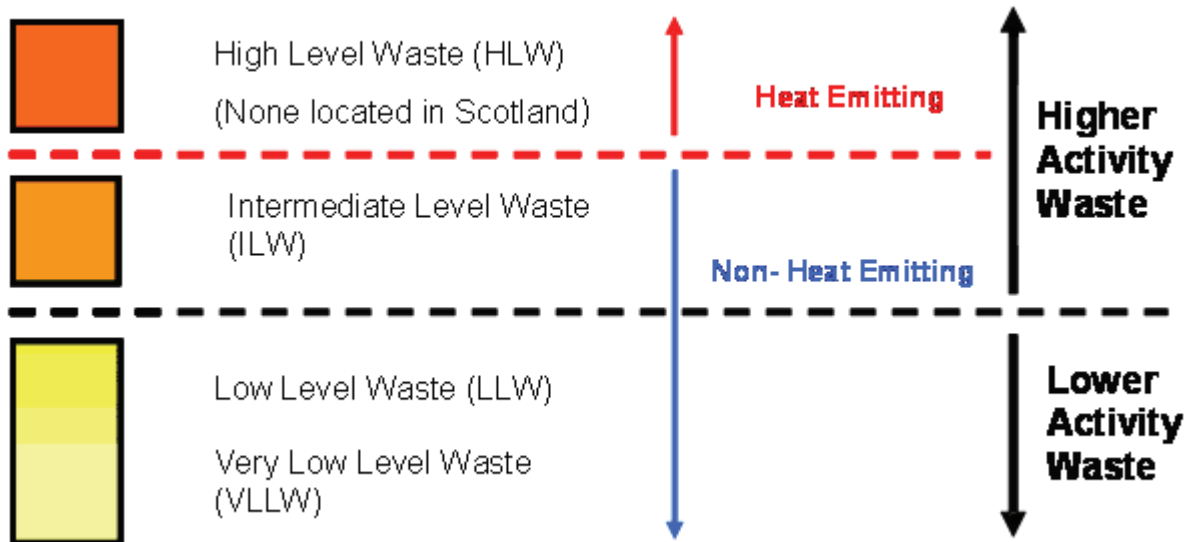 High Level Waste (HLW)
(None located in Scotland)
Heat Emitting
Higher
Activity
Waste
Intermediate Level Waste
(ILW)
Non- Heat Emitting
Low Level Waste (LLW)
Very Low Level Waste
(VLLW)
Lower
Activity
Waste